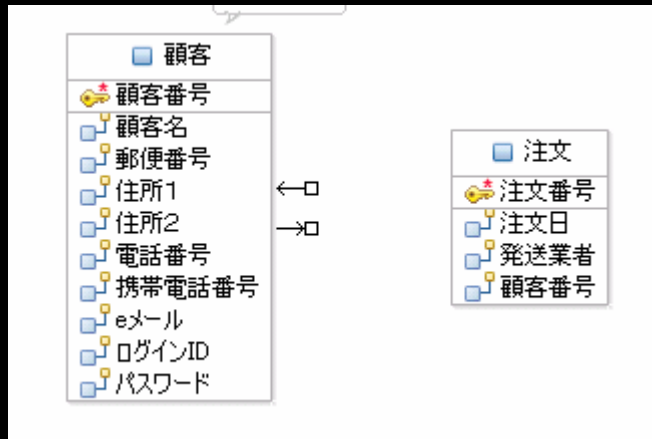 顧客
顧客番号
顧客名
郵便番号
住所1
住所2
電話番号
携帯電話番号
eメール
ログインID
パスワード
注文
注文番号
注文日
発送業者
顧客番号